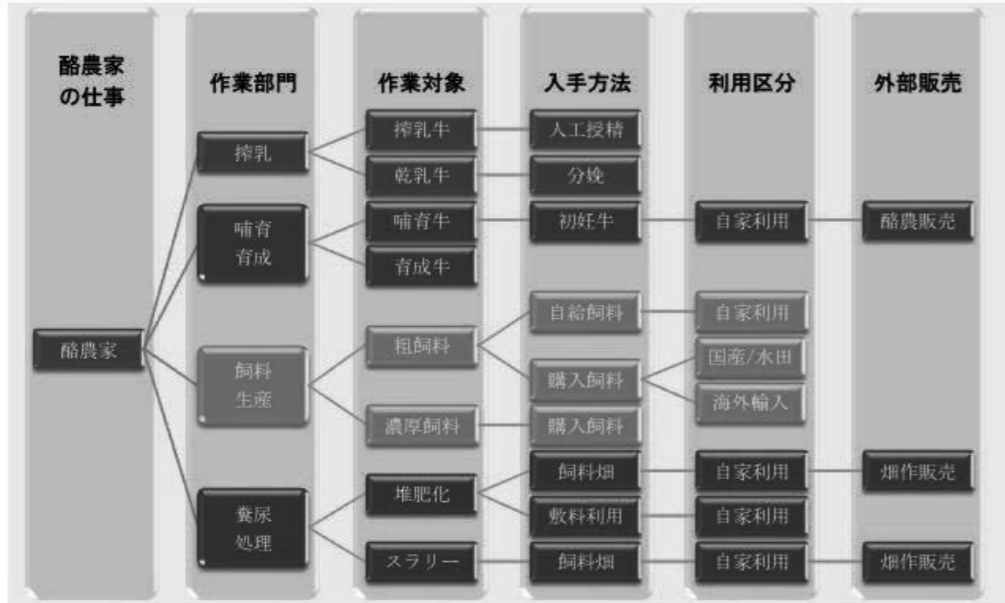 酪農家
の仕事
作業部門
作業対象
入手方法
利用区分
外部販売
酪農家
搾乳
搾乳牛
人工授精
乾乳牛
分娩
哺育
育成
哺育牛
初妊牛
自家利用
酪農販売
育成牛
飼料
生産
粗飼料
自給飼料
自家利用
購入飼料
国産/水田
海外輸入
濃厚飼料
購入飼料
糞尿
処理
堆肥化
飼料畑
自家利用
畑作販売
敷料利用
自家利用
スラリー
飼料畑
自家利用
畑作販売